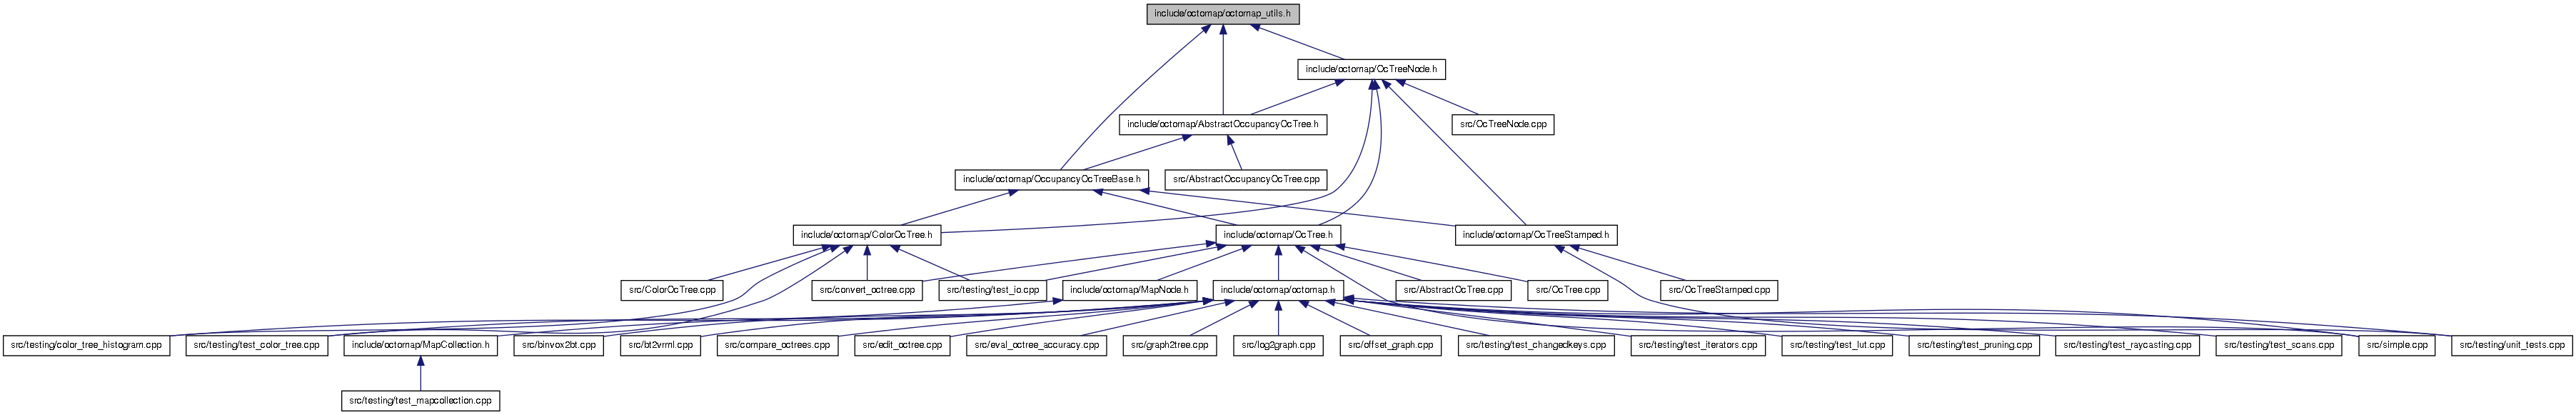 include/octomap/octomap_utils.h
include/octomap/OcTreeNode.h
include/octomap/AbstractOccupancyOcTree.h
src/OcTreeNode.cpp
include/octomap/OccupancyOcTreeBase.h
src/AbstractOccupancyOcTree.cpp
include/octomap/ColorOcTree.h
include/octomap/OcTree.h
include/octomap/OcTreeStamped.h
src/ColorOcTree.cpp
src/convert_octree.cpp
src/testing/test_io.cpp
include/octomap/MapNode.h
include/octomap/octomap.h
src/AbstractOcTree.cpp
src/OcTree.cpp
src/OcTreeStamped.cpp
src/testing/color_tree_histogram.cpp
src/testing/test_color_tree.cpp
include/octomap/MapCollection.h
src/binvox2bt.cpp
src/bt2vrml.cpp
src/compare_octrees.cpp
src/edit_octree.cpp
src/eval_octree_accuracy.cpp
src/graph2tree.cpp
src/log2graph.cpp
src/offset_graph.cpp
src/testing/test_changedkeys.cpp
src/testing/test_iterators.cpp
src/testing/test_lut.cpp
src/testing/test_pruning.cpp
src/testing/test_raycasting.cpp
src/testing/test_scans.cpp
src/simple.cpp
src/testing/unit_tests.cpp
src/testing/test_mapcollection.cpp